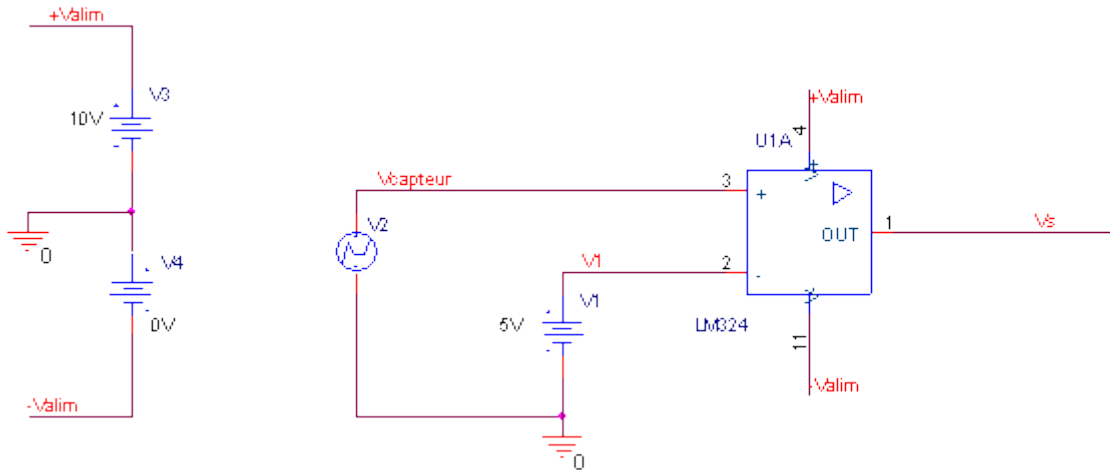 +Valim
V3
10V
0
V4
0V
-Valim
Vcapteur
V2
V1
V1
5V
0
+Valim
4
U1A
3
+
OUT
1
Vs
2
-
LM324
11
-Valim